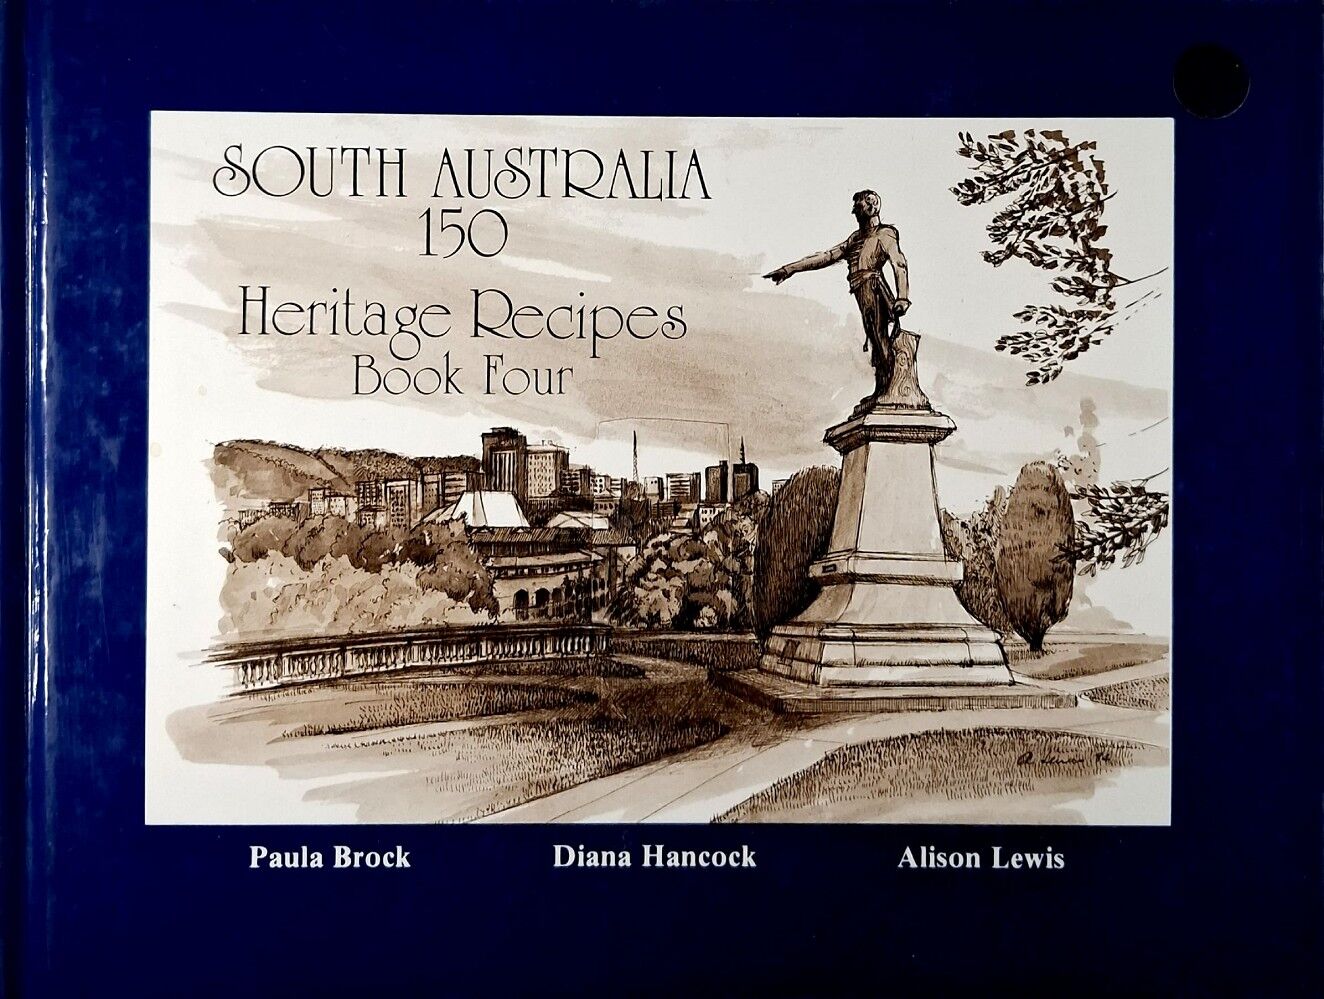 SOUTH AUSTRALIA
150
Heritage Recipes
Book Four
Paula Brock
Diana Hancock
Alison Lewis